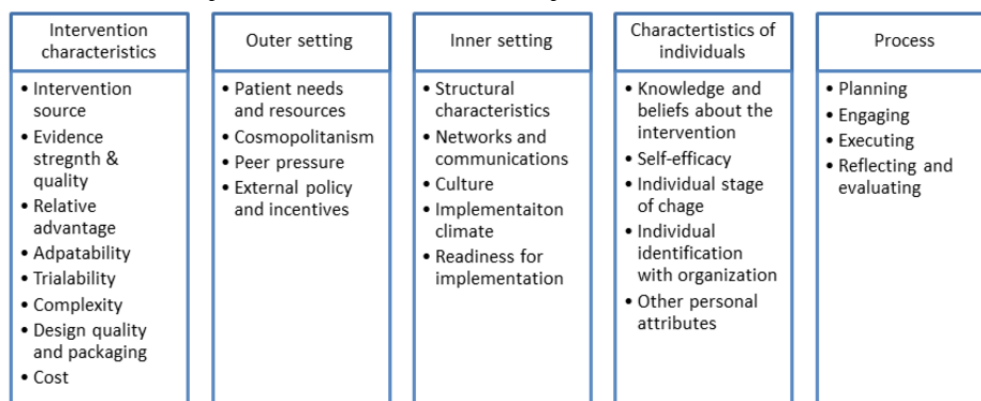 Intervention
characteristics
• Intervention
source
• Evidence
stregnth &
quality
• Relative
advantage
• Adpatability
• Trialability
• Complexity
• Design quality
and packaging
• Cost
Outer setting
• Patient needs
and resources
• Cosmopolitanism
• Peer pressure
• External policy
and incentives
Inner setting
• Structural
characteristics
• Networks and
communications
• Culture
• Implementaiton
climate
• Readiness for
implementation
Charactertistics of
individuals
• Knowledge and
beliefs about the
intervention
• Self-efficacy
• Individual stage
of chage
• Individual
identification
with organization
• Other personal
attributes
Process
• Planning
• Engaging
• Executing
• Reflecting and
evaluating